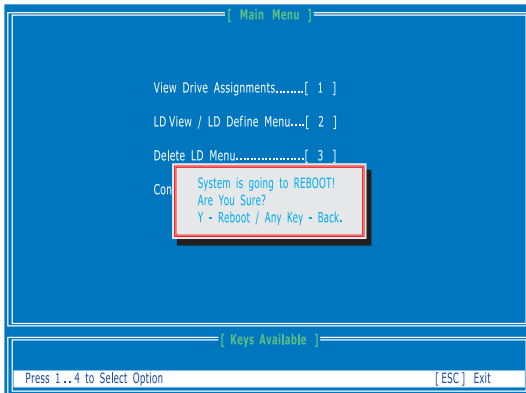 [ Main Menu ]
View Drive Assignments........[ 1 ]
LD View / LD Define Menu....[ 2 ]
Delete LD Menu...................[ 3 ]
Con
System is going to REBOOT!
Are You Sure?
Y - Reboot / Any Key - Back.
[ Keys Available ]
Press 1..4 to Select Option [ESC] Exit